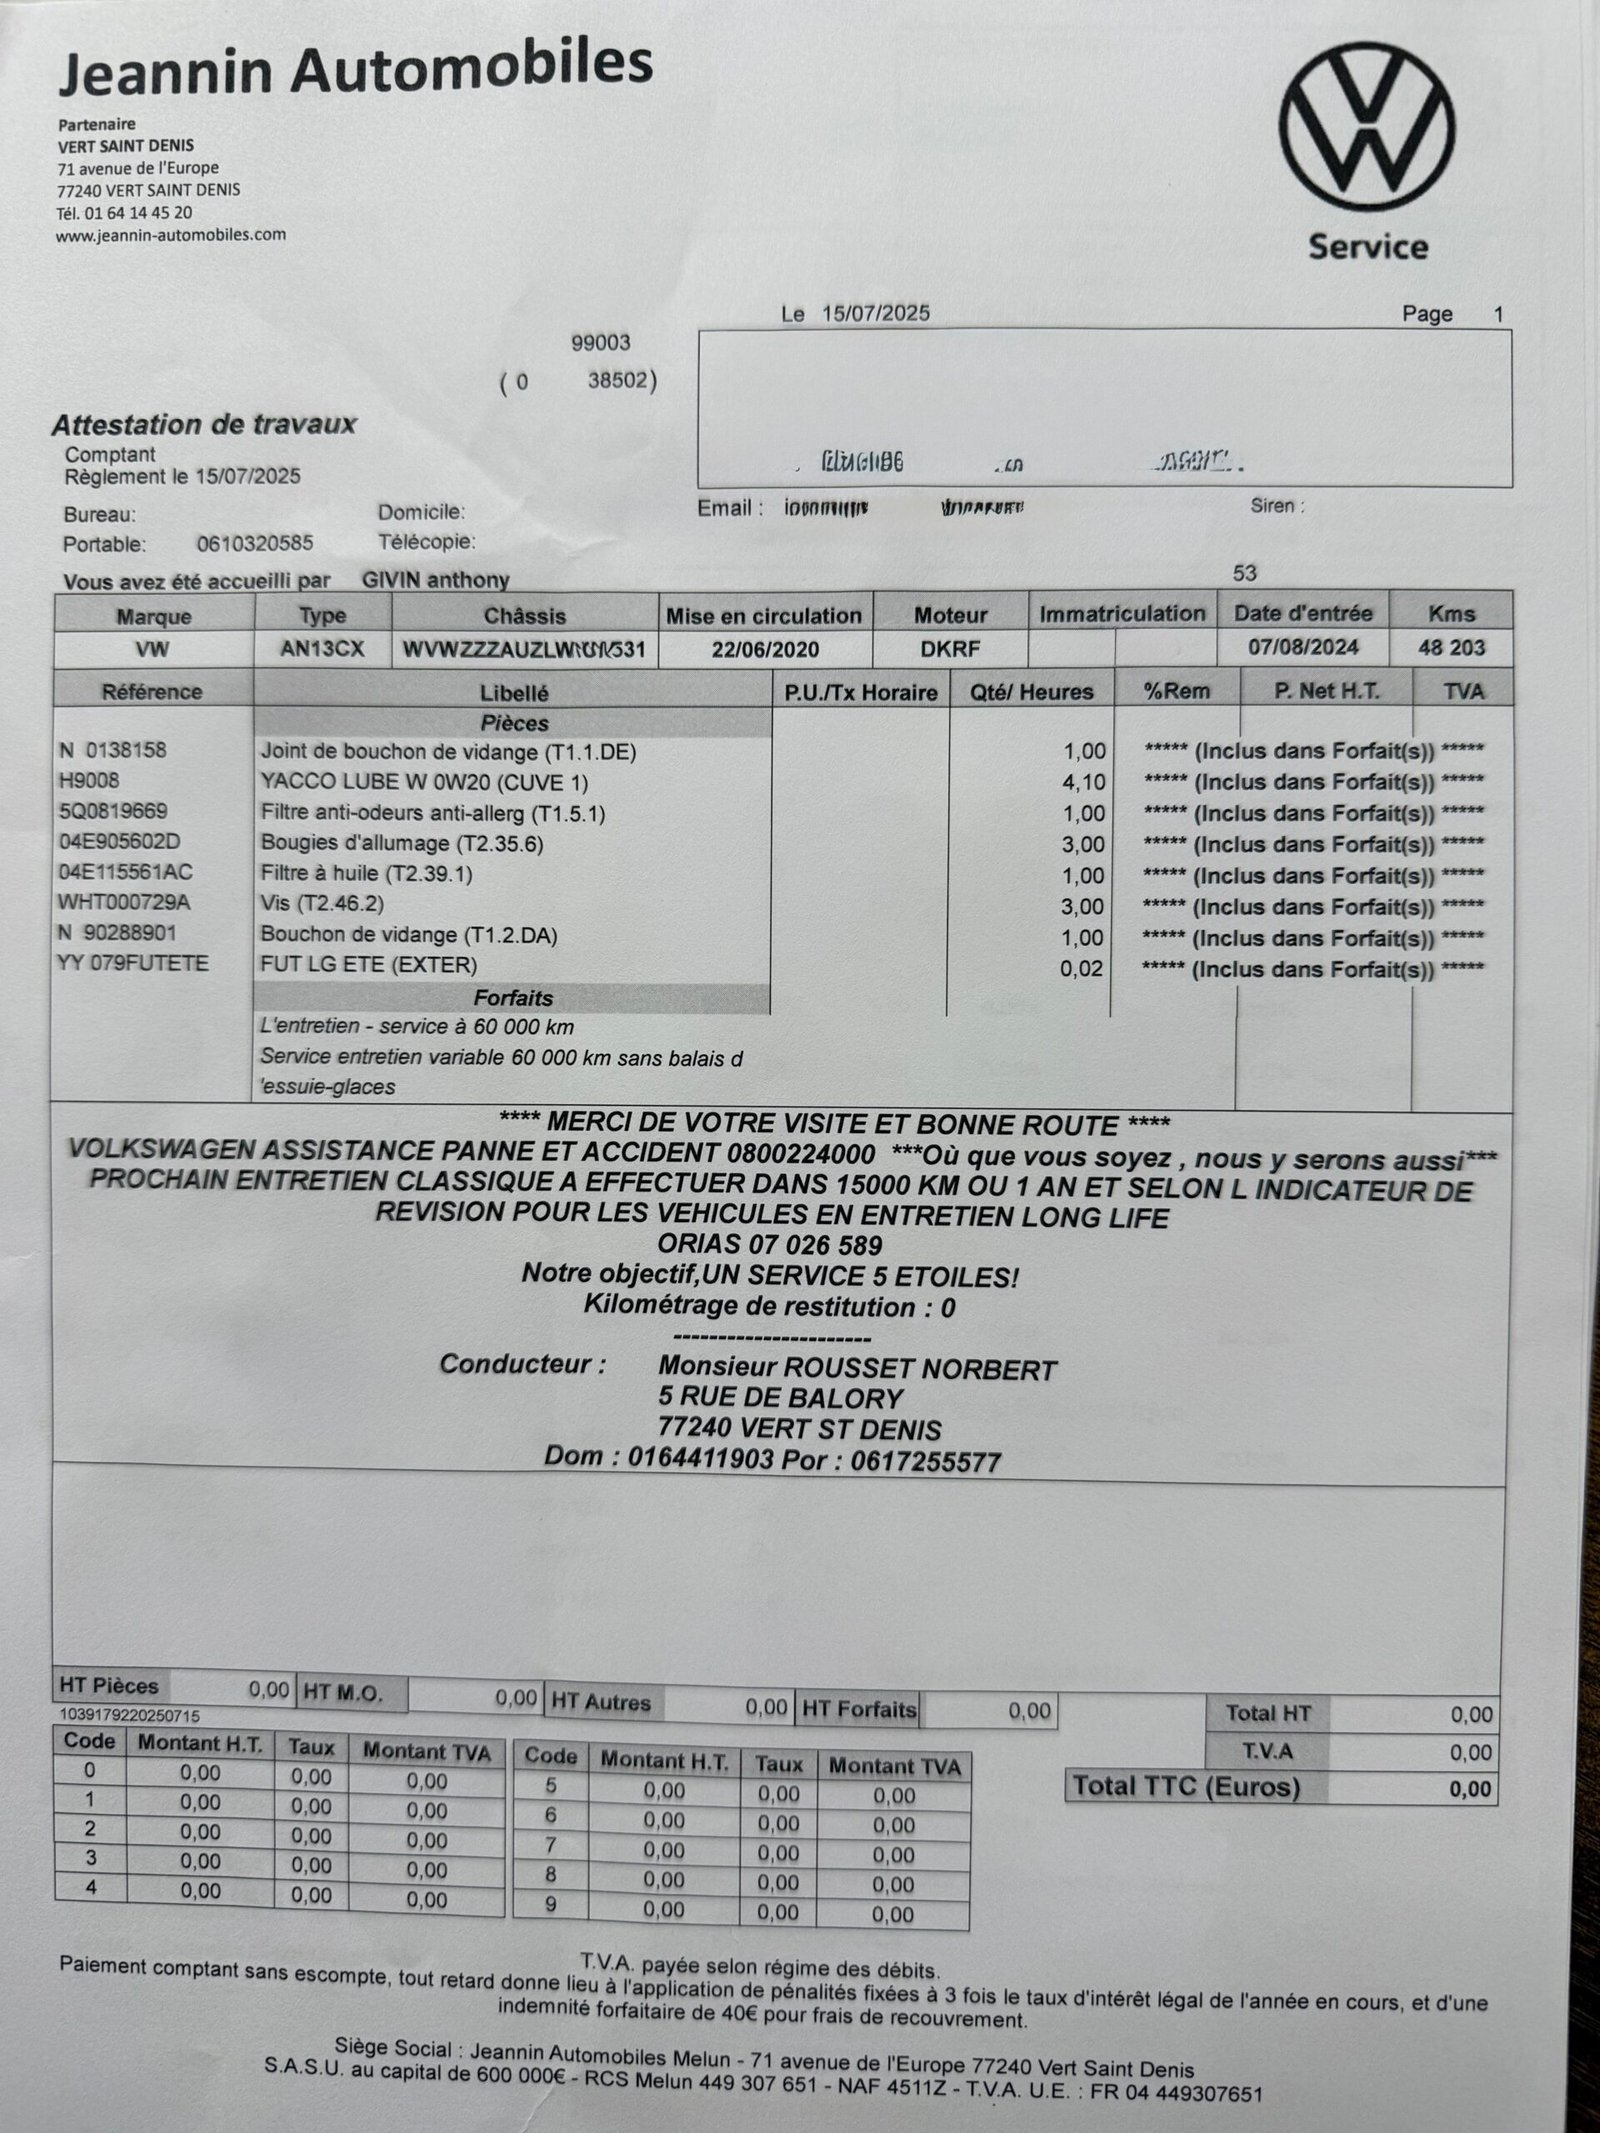 Jeannin Automobiles
Partenaire
VERT SAINT DENIS
71 avenue de l'Europe
77240 VERT SAINT DENIS
Tél. 01 64 14 45 20
www.jeannin-automobiles.com
Service
Le 15/07/2025 Page 1
99003
( 0 38502)
Attestation de travaux
Comptant
Règlement le 15/07/2025
Bureau: Domicile:
Portable: 0610320585 Télécopie:
Email : Siren :
Vous avez été accueilli par GIVIN anthony 53
Marque Type Châssis Mise en circulation Moteur Immatriculation Date d'entrée Kms
VW AN13CX 22/06/2020 DKRF 07/08/2024 48 203
Référence Libellé P.U./Tx Horaire Qté/ Heures %Rem P. Net H.T. TVA
Pièces
N 0138158 Joint de bouchon de vidange (T1.1.DE) 1,00 ***** (Inclus dans Forfait(s)) *****
H9008 YACCO LUBE W 0W20 (CUVE 1) 4,10 ***** (Inclus dans Forfait(s)) *****
5Q0819669 Filtre anti-odeurs anti-allerg (T1.5.1) 1,00 ***** (Inclus dans Forfait(s)) *****
04E905602D Bougies d'allumage (T2.35.6) 3,00 ***** (Inclus dans Forfait(s)) *****
04E115561AC Filtre à huile (T2.39.1) 1,00 ***** (Inclus dans Forfait(s)) *****
WHT000729A Vis (T2.46.2) 3,00 ***** (Inclus dans Forfait(s)) *****
N 90288901 Bouchon de vidange (T1.2.DA) 1,00 ***** (Inclus dans Forfait(s)) *****
YY 079FUTETE FUT LG ETE (EXTER) 0,02 ***** (Inclus dans Forfait(s)) *****
Forfaits
L'entretien - service à 60 000 km
Service entretien variable 60 000 km sans balais d
'essuie-glaces
**** MERCI DE VOTRE VISITE ET BONNE ROUTE ****
VOLKSWAGEN ASSISTANCE PANNE ET ACCIDENT 0800224000 ***Où que vous soyez , nous y serons aussi***
PROCHAIN ENTRETIEN CLASSIQUE A EFFECTUER DANS 15000 KM OU 1 AN ET SELON L INDICATEUR DE
REVISION POUR LES VEHICULES EN ENTRETIEN LONG LIFE
ORIAS 07 026 589
Notre objectif,UN SERVICE 5 ETOILES!
Kilométrage de restitution : 0
----------------------
Conducteur : Monsieur ROUSSET NORBERT
5 RUE DE BALORY
77240 VERT ST DENIS
Dom : 0164411903 Por : 0617255577
HT Pièces 0,00 HT M.O. 0,00 HT Autres 0,00 HT Forfaits 0,00 Total HT 0,00
1039179220250715
T.V.A 0,00
Total TTC (Euros) 0,00
Code Montant H.T. Taux Montant TVA Code Montant H.T. Taux Montant TVA
0 0,00 0,00 0,00 5 0,00 0,00 0,00
1 0,00 0,00 0,00 6 0,00 0,00 0,00
2 0,00 0,00 0,00 7 0,00 0,00 0,00
3 0,00 0,00 0,00 8 0,00 0,00 0,00
4 0,00 0,00 0,00 9 0,00 0,00 0,00
T.V.A. payée selon régime des débits.
Paiement comptant sans escompte, tout retard donne lieu à l'application de pénalités fixées à 3 fois le taux d'intérêt légal de l'année en cours, et d'une
indemnité forfaitaire de 40€ pour frais de recouvrement.
Siège Social : Jeannin Automobiles Melun - 71 avenue de l'Europe 77240 Vert Saint Denis
S.A.S.U. au capital de 600 000€ - RCS Melun 449 307 651 - NAF 4511Z - T.V.A. U.E. : FR 04 449307651